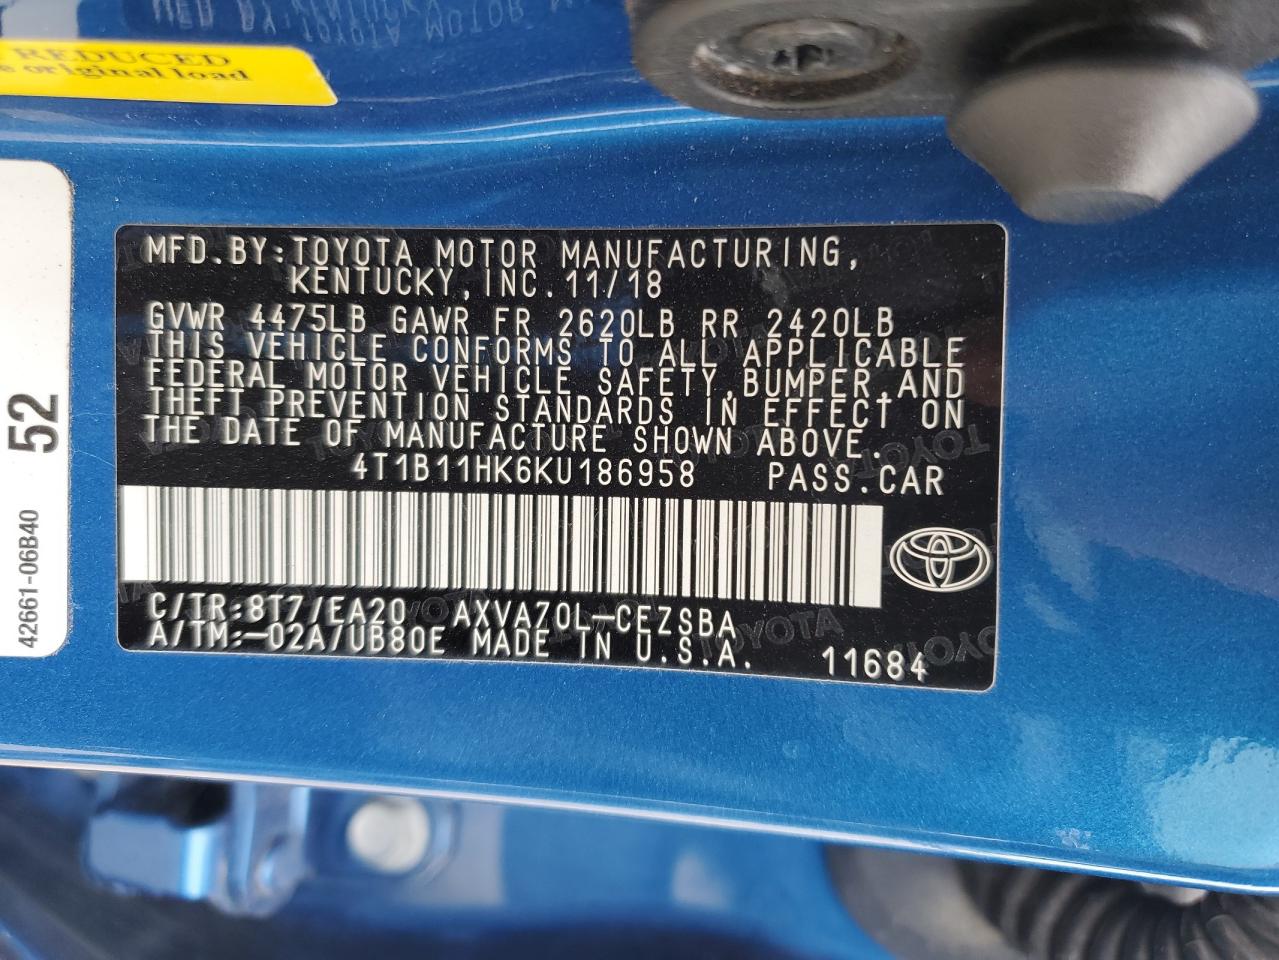 REDUCED
original load
MFD.BY:TOYOTA MOTOR MANUFACTURING,
KENTUCKY,INC.11/18
GVWR 4475LB GAWR FR 2620LB RR 2420LB
THIS VEHICLE CONFORMS TO ALL APPLICABLE
FEDERAL MOTOR VEHICLE SAFETY,BUMPER,AND
THEFT PREVENTION STANDARDS IN EFFECT ON
THE DATE OF MANUFACTURE SHOWN ABOVE.
4T1B11HK6KU186958 PASS.CAR
C/TR:8T7/EA20 AXVA70L-CEZSBA
A/TM:-02A/UB80E MADE IN U.S.A. 11684
52
42661-06B40